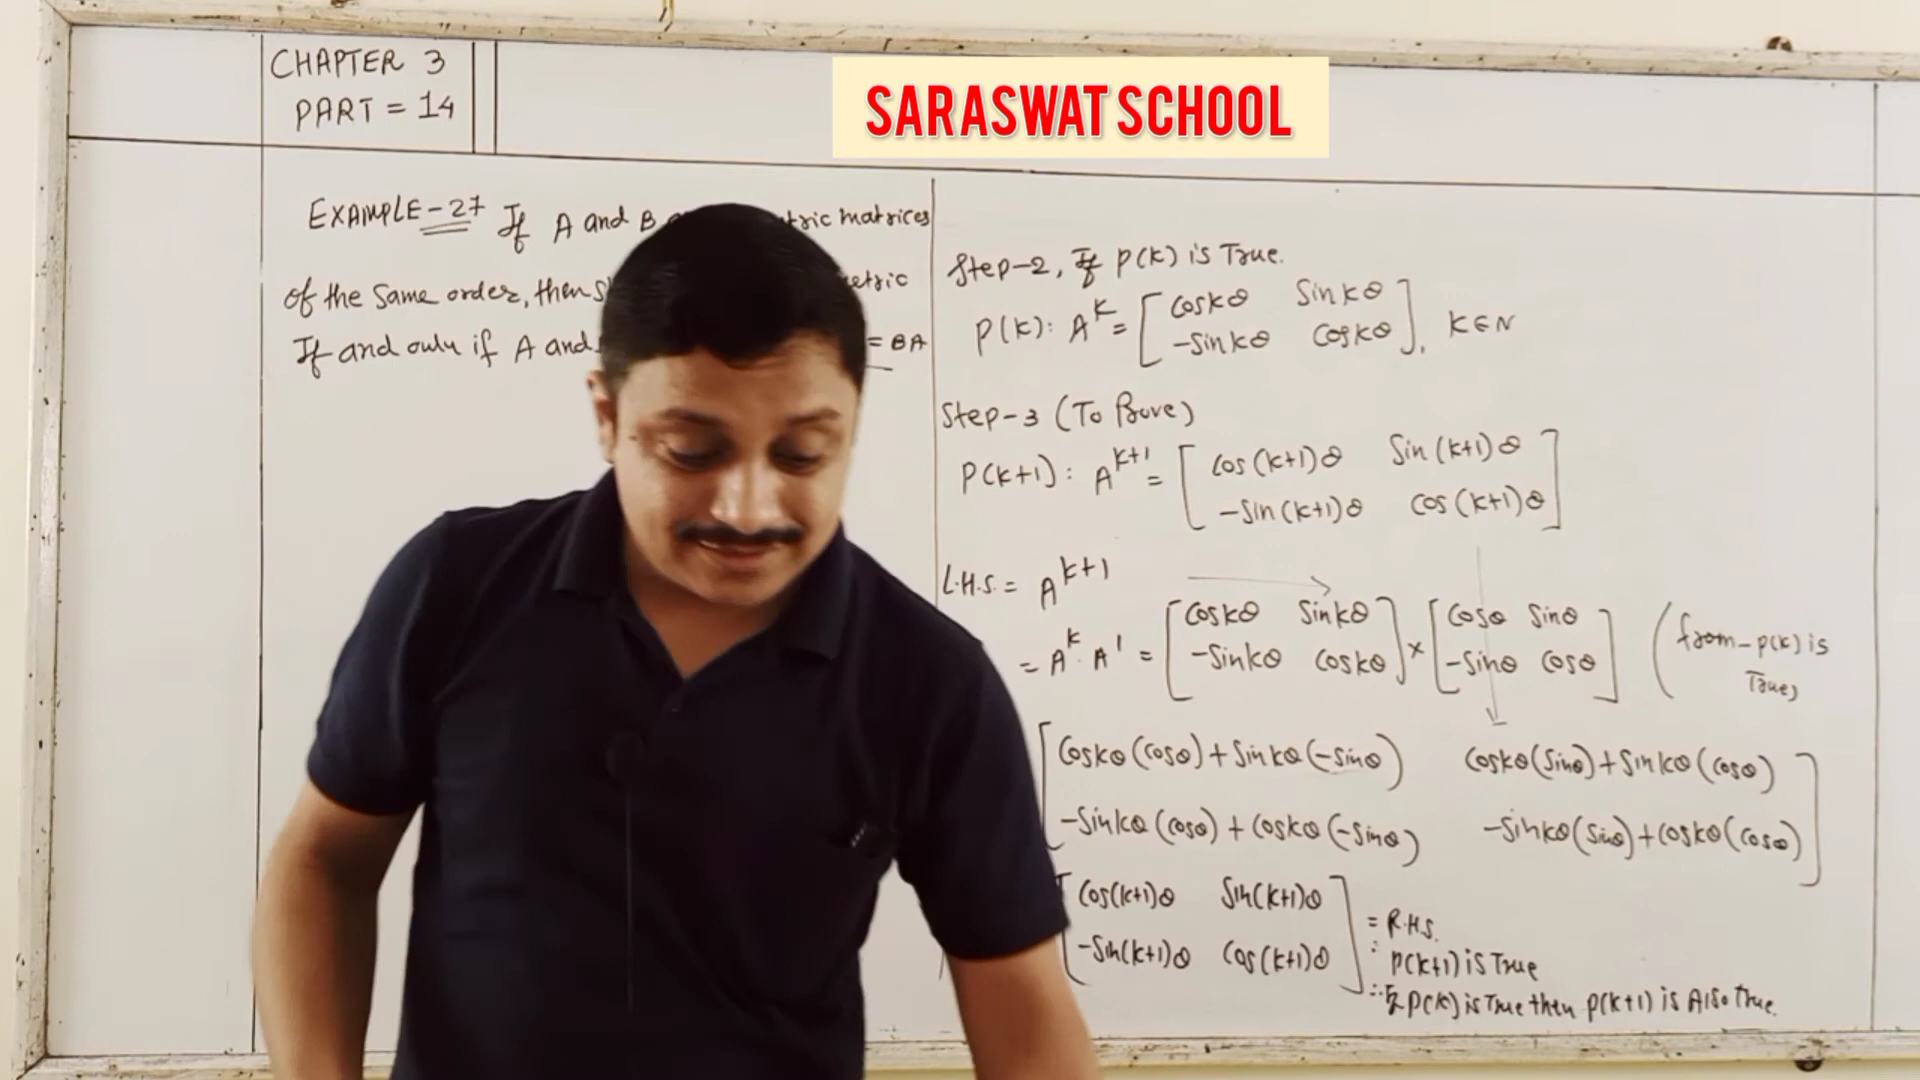 CHAPTER 3
PART = 14
SARASWAT SCHOOL
EXAMPLE-27 If A and B
tric matrices
of the same order, then
etric
If and only if A and
= BA
Step-2, If P(k) is True.
P(k): A^k = [coskθ sinkθ
-sinkθ coskθ], k∈N
Step-3 (To Prove)
P(k+1): A^k+1 = [cos(k+1)θ sin(k+1)θ
-sin(k+1)θ cos(k+1)θ]
L.H.S. = A^k+1
= A^k. A^1 = [coskθ sinkθ
-sinkθ coskθ] × [cosθ sinθ
-sinθ cosθ] (from P(k) is
True)
[coskθ(cosθ)+sinkθ(-sinθ) coskθ(sinθ)+sinkθ(cosθ)
-sinkθ(cosθ)+coskθ(-sinθ) -sinkθ(sinθ)+coskθ(cosθ)]
[cos(k+1)θ sin(k+1)θ
-sin(k+1)θ cos(k+1)θ] = R.H.S.
∴ P(k+1) is True
∴ If P(k) is True then P(k+1) is Also True.